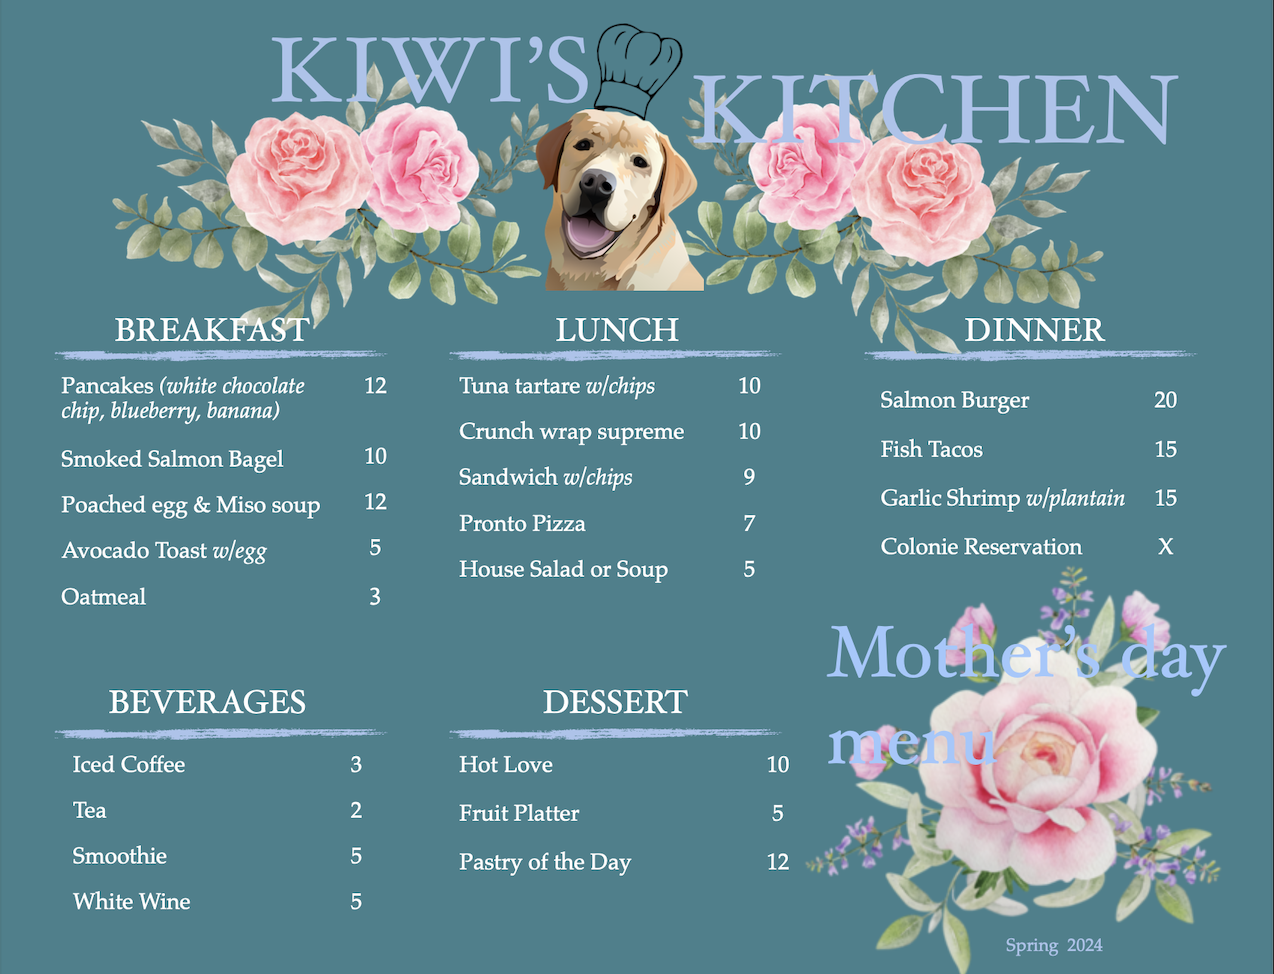 KIWI'S
KITCHEN
BREAKFAST
Pancakes (white chocolate 12
chip, blueberry, banana)
Smoked Salmon Bagel 10
Poached egg & Miso soup 12
Avocado Toast w/egg 5
Oatmeal 3
LUNCH
Tuna tartare w/chips 10
Crunch wrap supreme 10
Sandwich w/chips 9
Pronto Pizza 7
House Salad or Soup 5
DINNER
Salmon Burger 20
Fish Tacos 15
Garlic Shrimp w/plantain 15
Colonie Reservation X
BEVERAGES
Iced Coffee 3
Tea 2
Smoothie 5
White Wine 5
DESSERT
Hot Love 10
Fruit Platter 5
Pastry of the Day 12
Mother's day
menu
Spring 2024